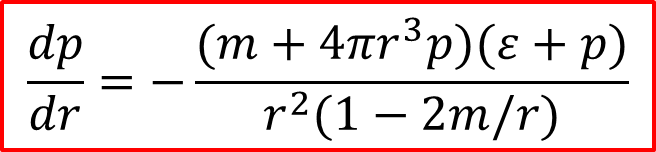 dp/dr = −(m + 4πr³p)(ε + p)/r²(1 − 2m/r)